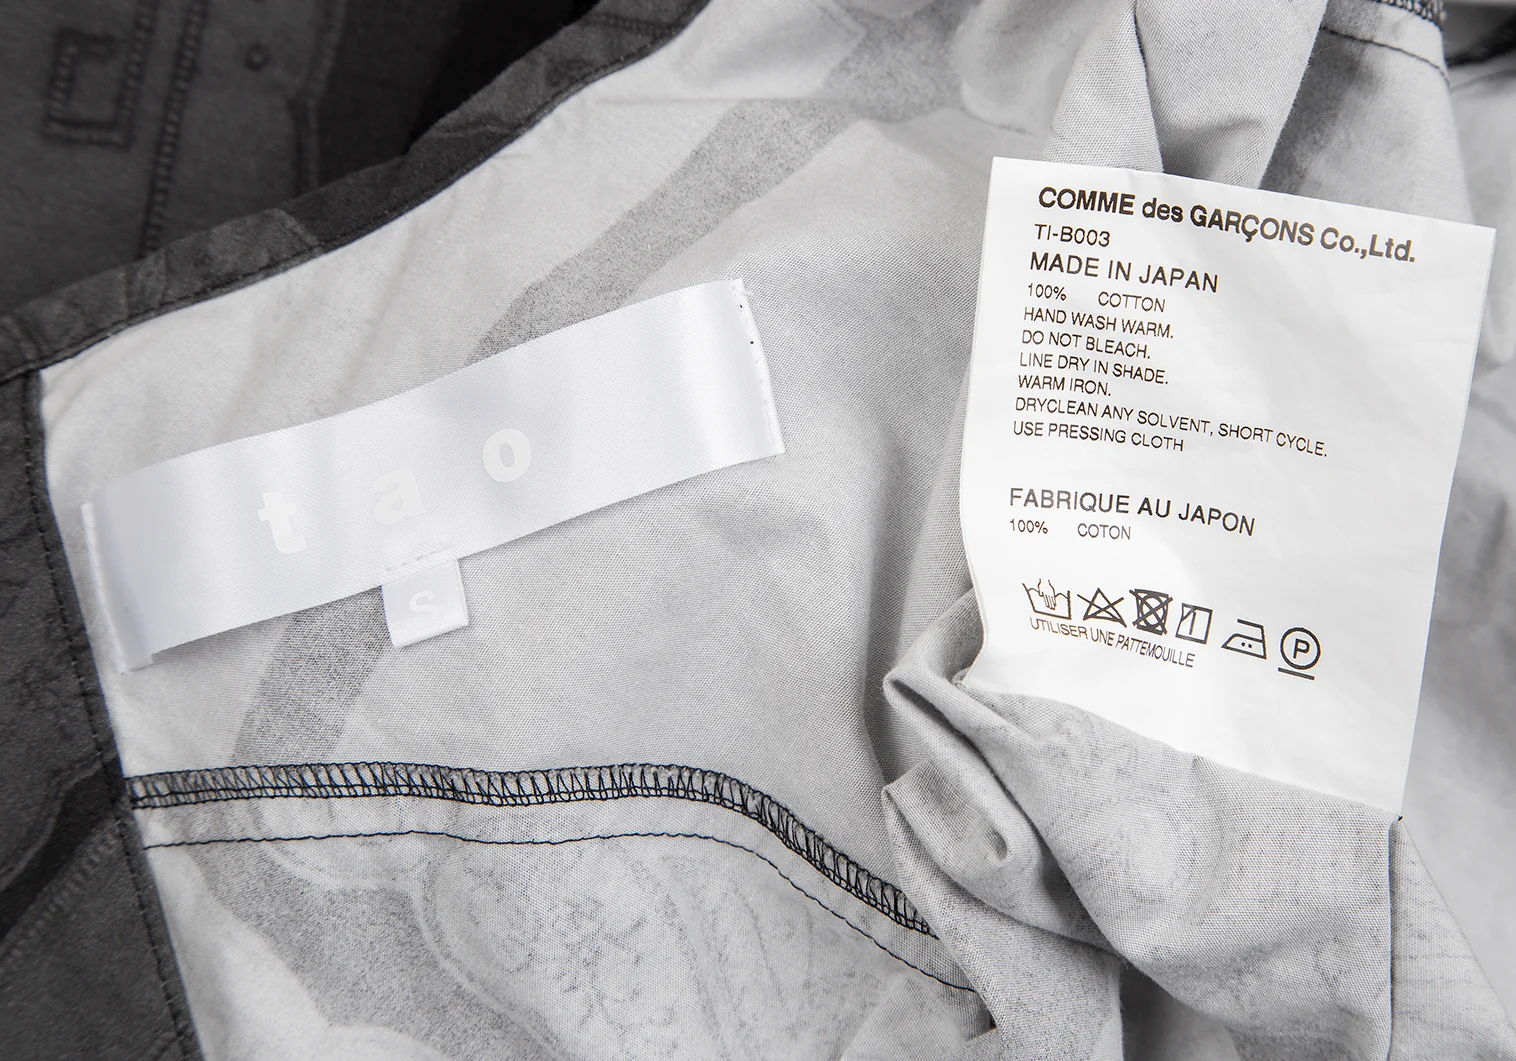 tao
S
COMME des GARÇONS Co.,Ltd.
TI-B003
MADE IN JAPAN
100% COTTON
HAND WASH WARM.
DO NOT BLEACH.
LINE DRY IN SHADE.
WARM IRON.
DRYCLEAN ANY SOLVENT, SHORT CYCLE.
USE PRESSING CLOTH
FABRIQUE AU JAPON
100% COTON
P
UTILISER UNE PATTEMOUILLE